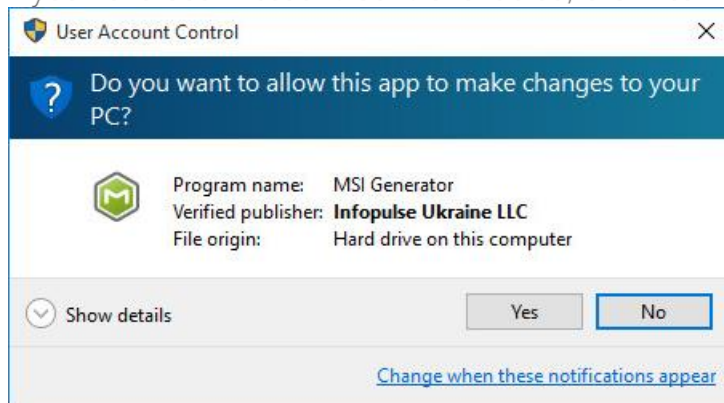 User Account Control
Do you want to allow this app to make changes to your
PC?
Program name: MSI Generator
Verified publisher: Infopulse Ukraine LLC
File origin: Hard drive on this computer
Show details
Yes
No
Change when these notifications appear